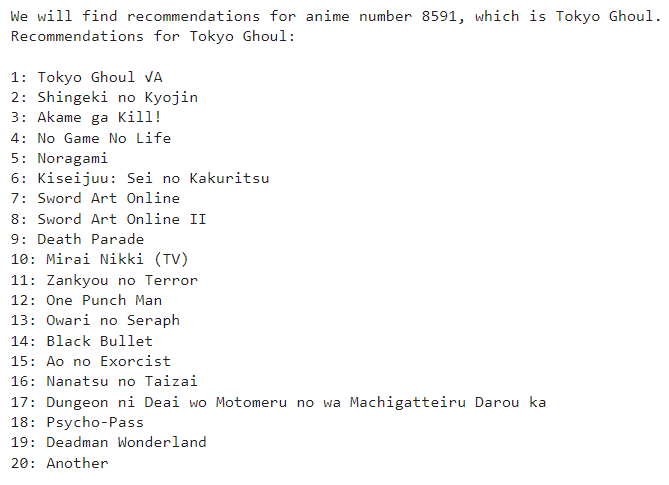 We will find recommendations for anime number 8591, which is Tokyo Ghoul.
Recommendations for Tokyo Ghoul:
1: Tokyo Ghoul √A
2: Shingeki no Kyojin
3: Akame ga Kill!
4: No Game No Life
5: Noragami
6: Kiseijuu: Sei no Kakuritsu
7: Sword Art Online
8: Sword Art Online II
9: Death Parade
10: Mirai Nikki (TV)
11: Zankyou no Terror
12: One Punch Man
13: Owari no Seraph
14: Black Bullet
15: Ao no Exorcist
16: Nanatsu no Taizai
17: Dungeon ni Deai wo Motomeru no wa Machigatteiru Darou ka
18: Psycho-Pass
19: Deadman Wonderland
20: Another